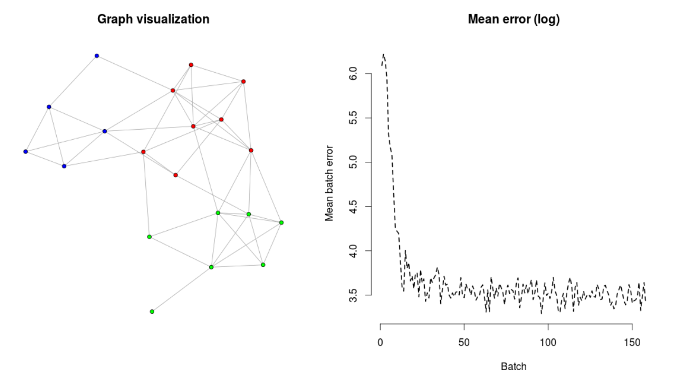 Graph visualization
Mean error (log)
Mean batch error
6.0
5.5
5.0
4.5
4.0
3.5
0 50 100 150
Batch